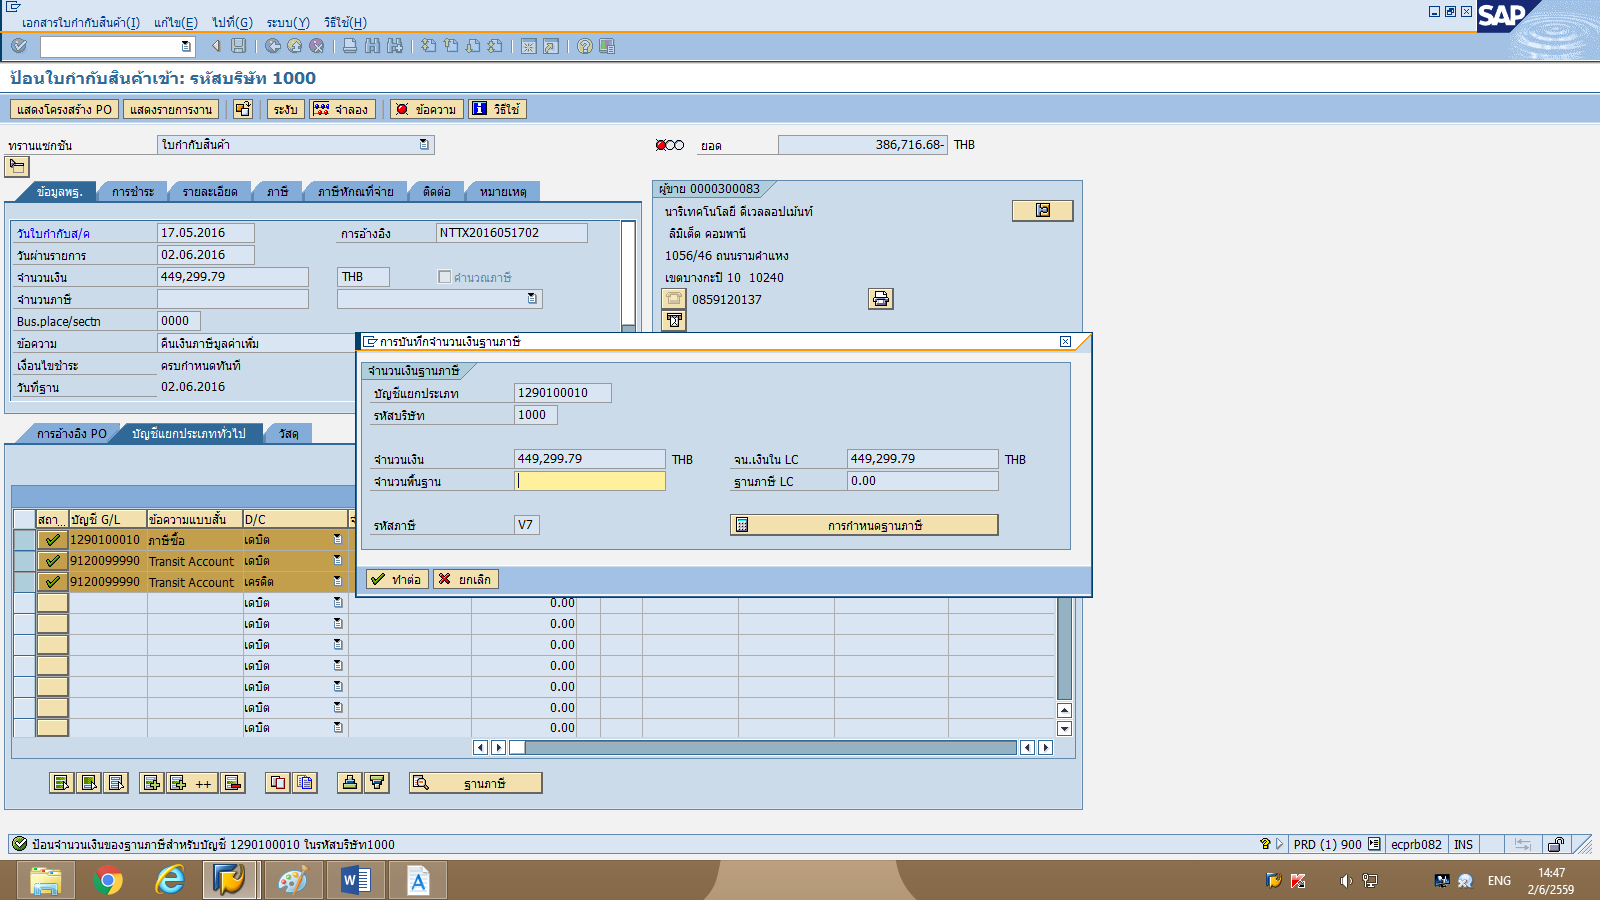 เอกสารใบกำกับสินค้า(I) แก้ไข(E) ไปที่(G) ระบบ(Y) วิธีใช้(H)
SAP
ป้อนใบกำกับสินค้าเข้า: รหัสบริษัท 1000
แสดงโครงสร้าง PO แสดงรายการงาน ระงับ จำลอง ข้อความ วิธีใช้
ทรานแซกชัน ใบกำกับสินค้า ยอด 386,716.68- THB
ข้อมูลพฐ. การชำระ รายละเอียด ภาษี ภาษีหักณที่จ่าย ติดต่อ หมายเหตุ
ผู้ขาย 0000300083
วันใบกำกับส/ค 17.05.2016 การอ้างอิง NTTX2016051702
วันผ่านรายการ 02.06.2016
จำนวนเงิน 449,299.79 THB คำนวณภาษี
จำนวนภาษี
Bus.place/sectn 0000
ข้อความ คืนเงินภาษีมูลค่าเพิ่ม
เงื่อนไขชำระ ครบกำหนดทันที
วันที่ฐาน 02.06.2016
นาริเทคโนโลยี ดีเวลลอปเม้นท์
ลิมิเต็ด คอมพานี
1056/46 ถนนรามคำแหง
เขตบางกะปิ 10 10240
0859120137
การบันทึกจำนวนเงินฐานภาษี
จำนวนเงินฐานภาษี
บัญชีแยกประเภท 1290100010
รหัสบริษัท 1000
จำนวนเงิน 449,299.79 THB จน.เงินใน LC 449,299.79 THB
จำนวนพื้นฐาน ฐานภาษี LC 0.00
รหัสภาษี V7 การกำหนดฐานภาษี
ทำต่อ ยกเลิก
การอ้างอิง PO บัญชีแยกประเภททั่วไป วัสดุ
สถา... บัญชี G/L ข้อความแบบสั้น D/C
1290100010 ภาษีซื้อ เดบิต
9120099990 Transit Account เดบิต
9120099990 Transit Account เครดิต
เดบิต 0.00
เดบิต 0.00
เดบิต 0.00
เดบิต 0.00
เดบิต 0.00
เดบิต 0.00
เดบิต 0.00
++ ฐานภาษี
ป้อนจำนวนเงินของฐานภาษีสำหรับบัญชี 1290100010 ในรหัสบริษัท1000
PRD (1) 900 ecprb082 INS
ENG 14:47
2/6/2559